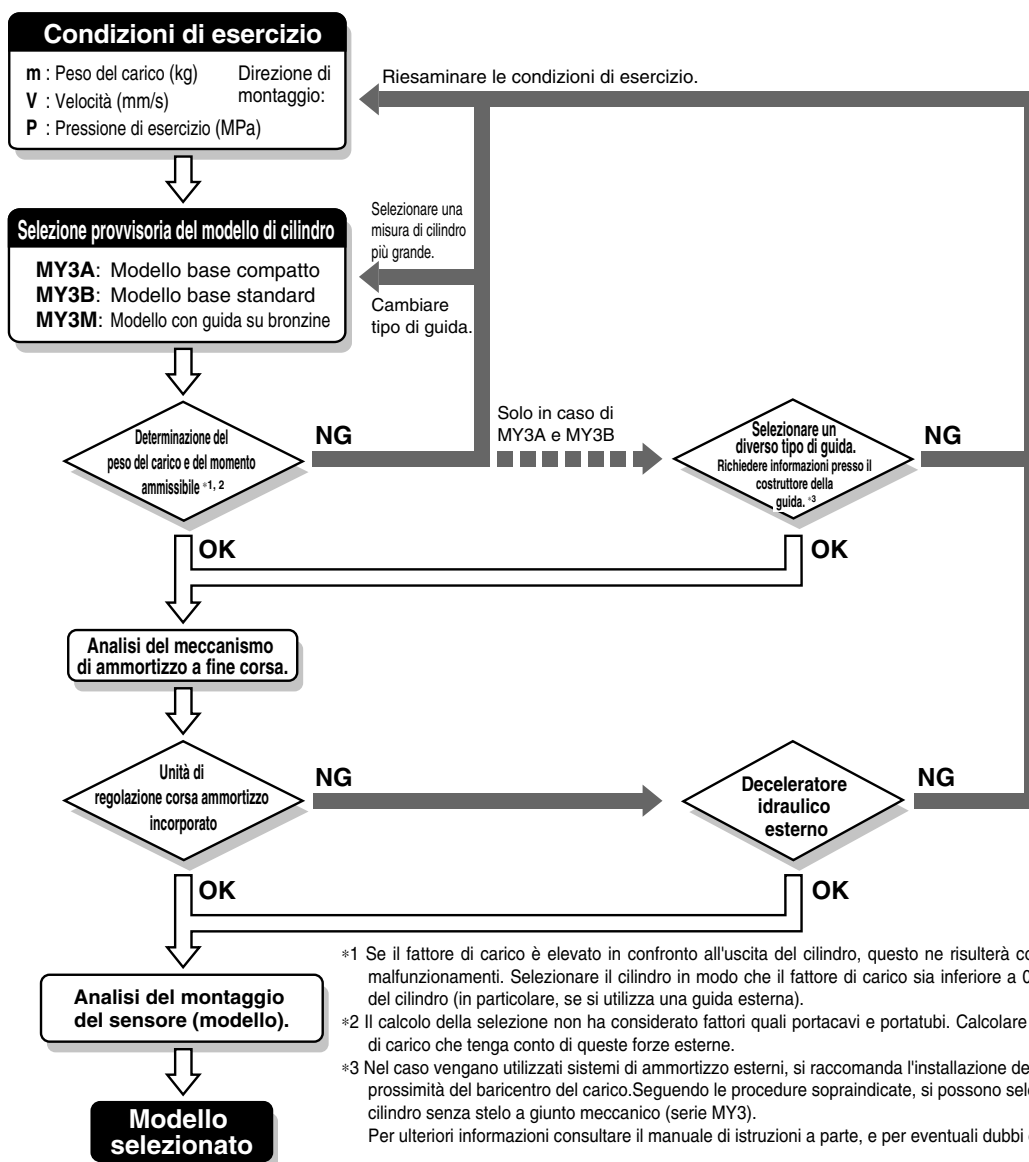 Condizioni di esercizio
m : Peso del carico (kg)
Direzione di
montaggio:
V : Velocità (mm/s)
P : Pressione di esercizio (MPa)
Riesaminare le condizioni di esercizio.
Selezione provvisoria del modello di cilindro
MY3A: Modello base compatto
MY3B: Modello base standard
MY3M: Modello con guida su bronzine
Selezionare una
misura di cilindro
più grande.
Cambiare
tipo di guida.
Determinazione del
peso del carico e del momento
ammissibile *1, 2
NG
Solo in caso di
MY3A e MY3B
Selezionare un
diverso tipo di guida.
Richiedere informazioni presso il
costruttore della
guida. *3
NG
OK
OK
Analisi del meccanismo
di ammortizzo a fine corsa.
Unità di
regolazione corsa ammortizzo
incorporato
NG
Deceleratore
idraulico
esterno
NG
OK
OK
Analisi del montaggio
del sensore (modello).
Modello
selezionato
*1 Se il fattore di carico è elevato in confronto all'uscita del cilindro, questo ne risulterà
malfunzionamenti. Selezionare il cilindro in modo che il fattore di carico sia inferiore a
del cilindro (in particolare, se si utilizza una guida esterna).
*2 Il calcolo della selezione non ha considerato fattori quali portacavi e portatubi. Calcolare
di carico che tenga conto di queste forze esterne.
*3 Nel caso vengano utilizzati sistemi di ammortizzo esterni, si raccomanda l'installazione
prossimità del baricentro del carico.Seguendo le procedure sopraindicate, si possono
cilindro senza stelo a giunto meccanico (serie MY3).
Per ulteriori informazioni consultare il manuale di istruzioni a parte, e per eventuali dubbi